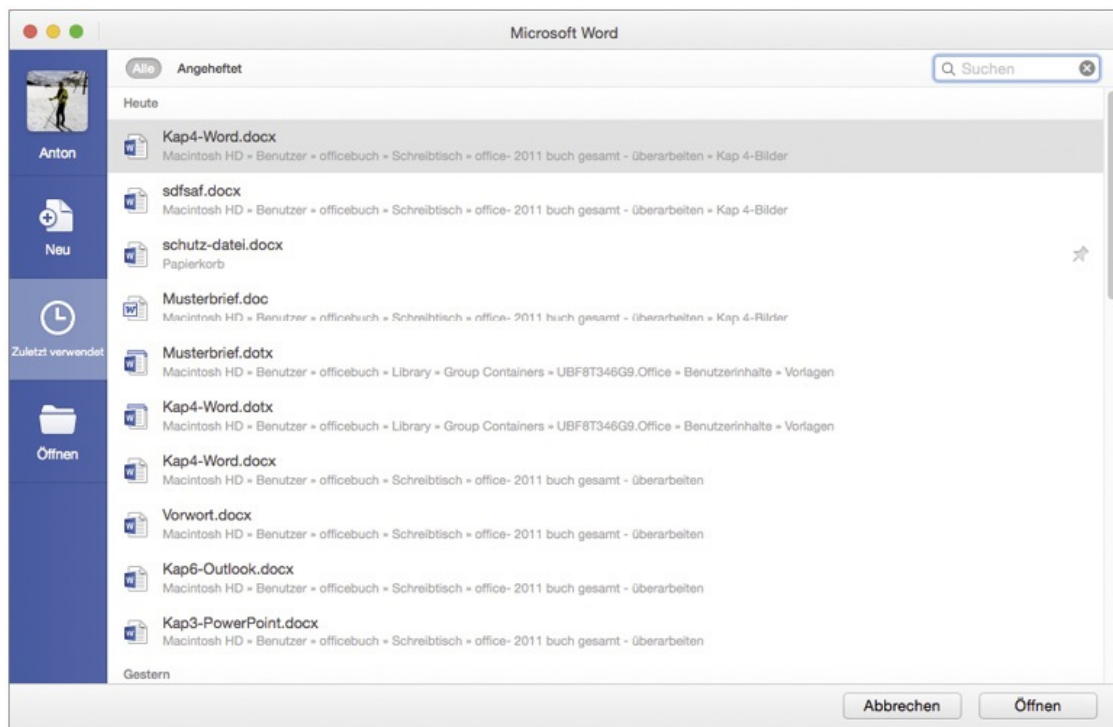 Microsoft Word
Alle Angeheftet
Suchen
Anton
Neu
Zuletzt verwendet
Öffnen
Heute
Kap4-Word.docx
Macintosh HD » Benutzer » officebuch » Schreibtisch » office- 2011 buch gesamt - überarbeiten » Kap 4-Bilder
sdfsaf.docx
Macintosh HD » Benutzer » officebuch » Schreibtisch » office- 2011 buch gesamt - überarbeiten » Kap 4-Bilder
schutz-datei.docx
Papierkorb
Musterbrief.doc
Macintosh HD » Benutzer » officebuch » Schreibtisch » office- 2011 buch gesamt - überarbeiten » Kap 4-Bilder
Musterbrief.dotx
Macintosh HD » Benutzer » officebuch » Library » Group Containers » UBF8T346G9.Office » Benutzerinhalte » Vorlagen
Kap4-Word.dotx
Macintosh HD » Benutzer » officebuch » Library » Group Containers » UBF8T346G9.Office » Benutzerinhalte » Vorlagen
Kap4-Word.docx
Macintosh HD » Benutzer » officebuch » Schreibtisch » office- 2011 buch gesamt - überarbeiten
Vorwort.docx
Macintosh HD » Benutzer » officebuch » Schreibtisch » office- 2011 buch gesamt - überarbeiten
Kap6-Outlook.docx
Macintosh HD » Benutzer » officebuch » Schreibtisch » office- 2011 buch gesamt - überarbeiten
Kap3-PowerPoint.docx
Macintosh HD » Benutzer » officebuch » Schreibtisch » office- 2011 buch gesamt - überarbeiten
Gestern
Abbrechen Öffnen